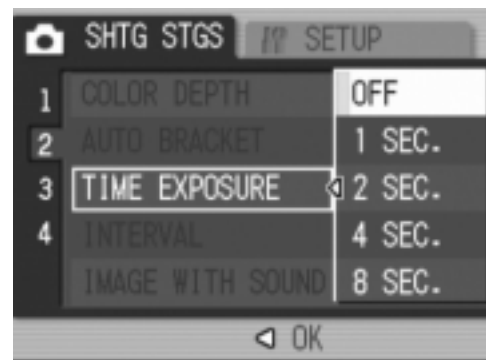 SHTG STGS SETUP
1 COLOR DEPTH OFF
2 AUTO BRACKET 1 SEC.
3 TIME EXPOSURE 2 SEC.
4 INTERVAL 4 SEC.
IMAGE WITH SOUND 8 SEC.
OK